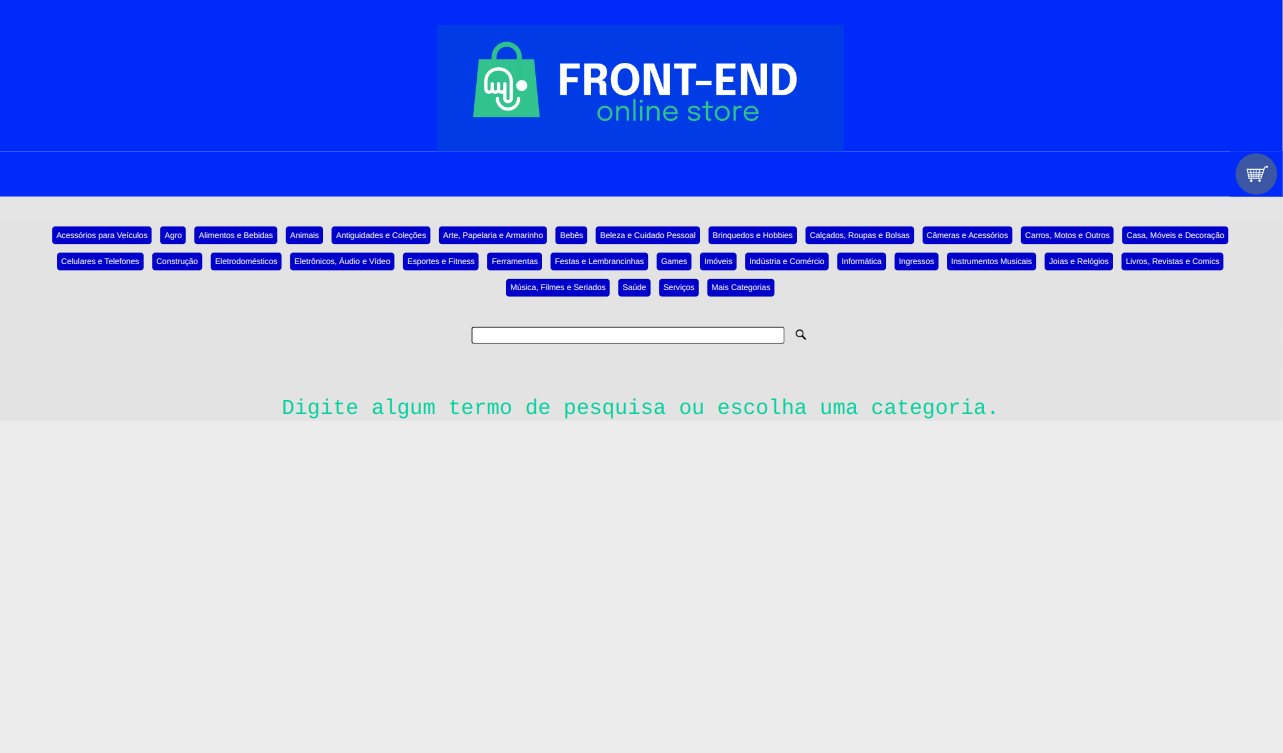 FRONT-END
online store
Acessórios para Veículos Agro Alimentos e Bebidas Animais Antiguidades e Coleções Arte, Papelaria e Armarinho Bebês Beleza e Cuidado Pessoal Brinquedos e Hobbies Calçados, Roupas e Bolsas Câmeras e Acessórios Carros, Motos e Outros Casa, Móveis e Decoração
Celulares e Telefones Construção Eletrodomésticos Eletrônicos, Áudio e Vídeo Esportes e Fitness Ferramentas Festas e Lembrancinhas Games Imóveis Indústria e Comércio Informática Ingressos Instrumentos Musicais Joias e Relógios Livros, Revistas e Comics
Música, Filmes e Seriados Saúde Serviços Mais Categorias
Digite algum termo de pesquisa ou escolha uma categoria.